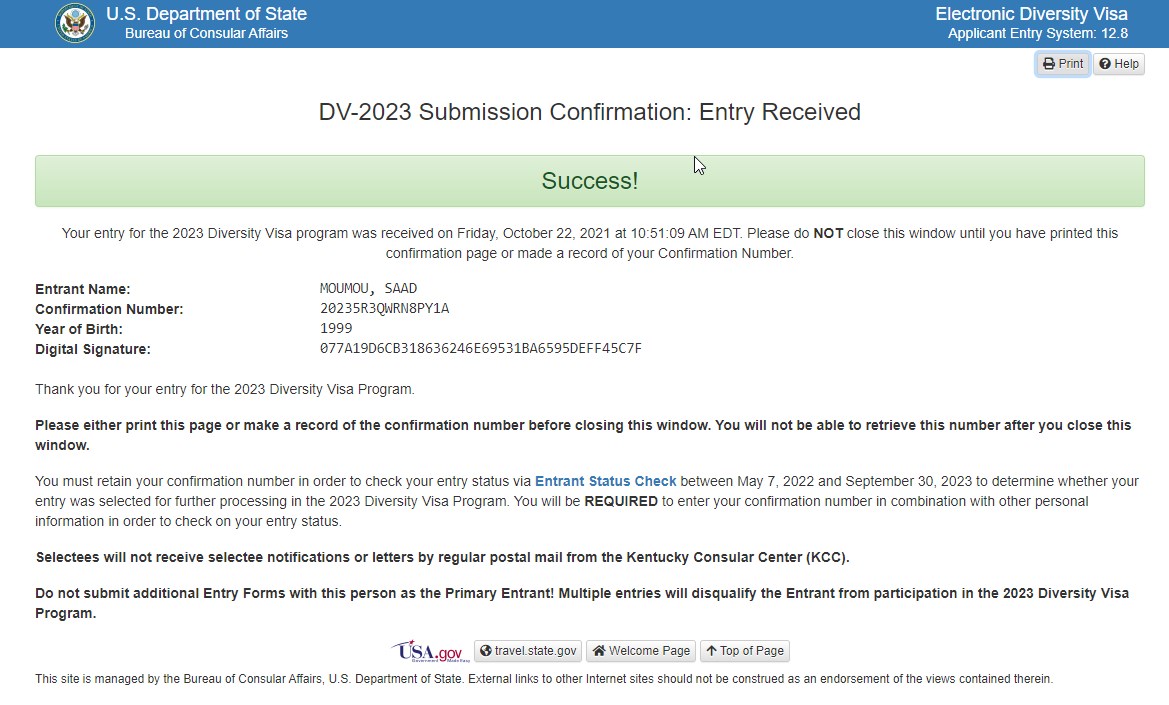 U.S. Department of State
Bureau of Consular Affairs
Electronic Diversity Visa
Applicant Entry System: 12.8
Print Help
DV-2023 Submission Confirmation: Entry Received
Success!
Your entry for the 2023 Diversity Visa program was received on Friday, October 22, 2021 at 10:51:09 AM EDT. Please do NOT close this window until you have printed this
confirmation page or made a record of your Confirmation Number.
Entrant Name: MOUMOU, SAAD
Confirmation Number: 20235R3QWRN8PY1A
Year of Birth: 1999
Digital Signature: 077A19D6CB318636246E69531BA6595DEFF45C7F
Thank you for your entry for the 2023 Diversity Visa Program.
Please either print this page or make a record of the confirmation number before closing this window. You will not be able to retrieve this number after you close this
window.
You must retain your confirmation number in order to check your entry status via Entrant Status Check between May 7, 2022 and September 30, 2023 to determine whether your
entry was selected for further processing in the 2023 Diversity Visa Program. You will be REQUIRED to enter your confirmation number in combination with other personal
information in order to check on your entry status.
Selectees will not receive selectee notifications or letters by regular postal mail from the Kentucky Consular Center (KCC).
Do not submit additional Entry Forms with this person as the Primary Entrant! Multiple entries will disqualify the Entrant from participation in the 2023 Diversity Visa
Program.
USA.gog travel.state.gov Welcome Page Top of Page
Government Made Easy
This site is managed by the Bureau of Consular Affairs, U.S. Department of State. External links to other Internet sites should not be construed as an endorsement of the views contained therein.